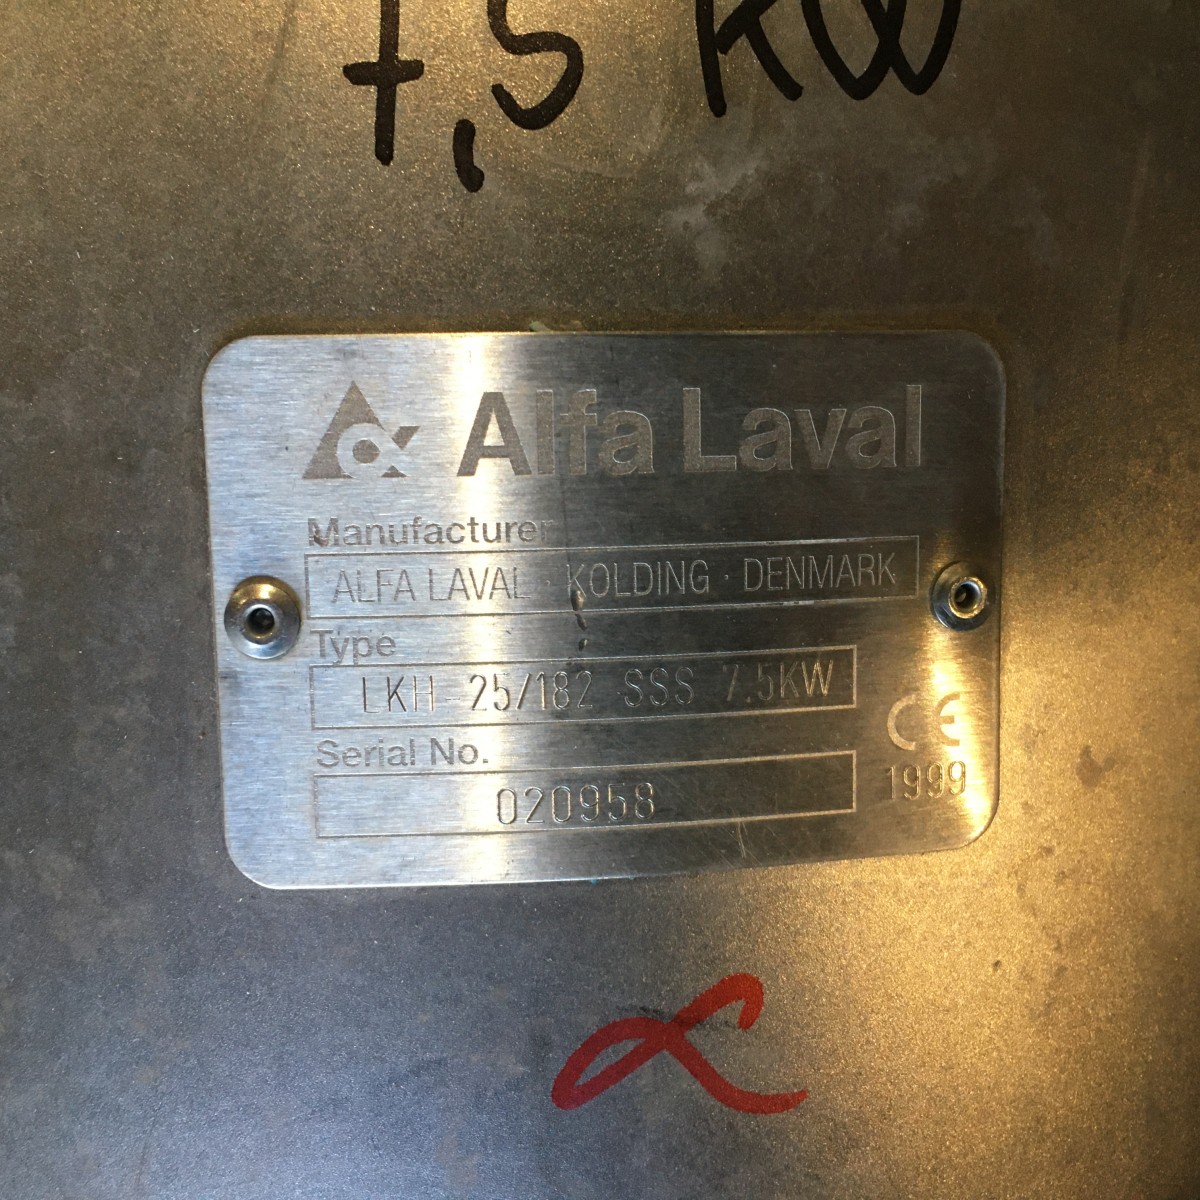 7,5 KW
Alfa Laval
Manufacturer
ALFA LAVAL · KOLDING · DENMARK
Type
LKH 25/182 SSS 7.5KW
CE
Serial No.
1999
020958
α